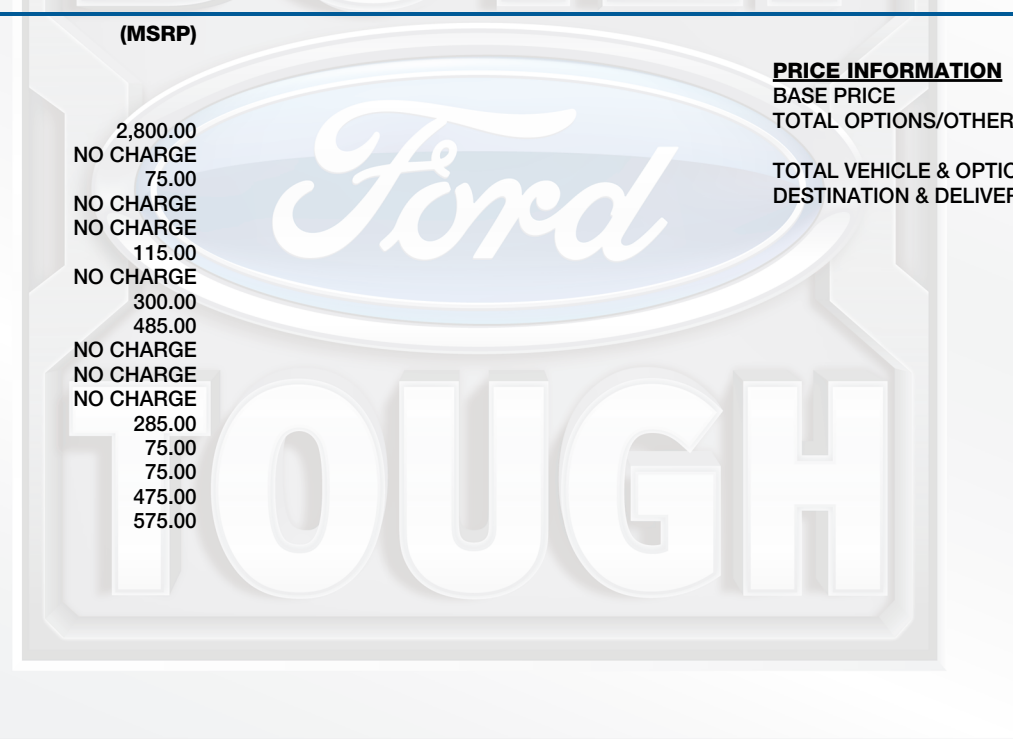 (MSRP)
2,800.00
NO CHARGE
75.00
NO CHARGE
NO CHARGE
115.00
NO CHARGE
300.00
485.00
NO CHARGE
NO CHARGE
NO CHARGE
285.00
75.00
75.00
475.00
575.00
PRICE INFORMATION
BASE PRICE
TOTAL OPTIONS/OTHER
TOTAL VEHICLE & OPTIO
DESTINATION & DELIVER
Ford
TOUGH